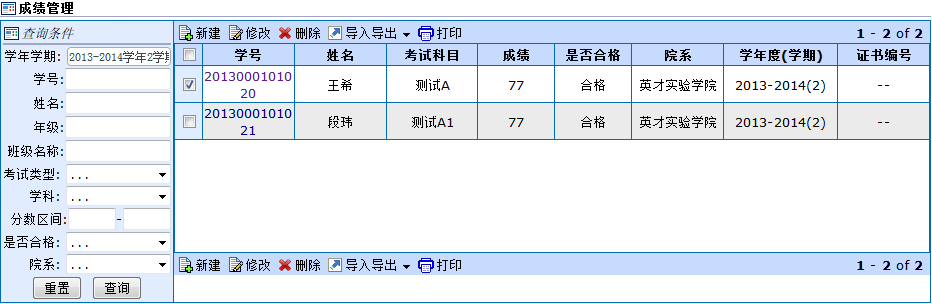 成绩管理
查询条件
学年学期: 2013-2014学年2学期
学号:
姓名:
年级:
班级名称:
考试类型: ...
学科: ...
分数区间: -
是否合格: ...
院系: ...
重置 查询
新建 修改 删除 导入导出 打印 1 - 2 of 2
学号 姓名 考试科目 成绩 是否合格 院系 学年度(学期) 证书编号
20130001010
20 王希 测试A 77 合格 英才实验学院 2013-2014(2) --
20130001010
21 段玮 测试A1 77 合格 英才实验学院 2013-2014(2) --
新建 修改 删除 导入导出 打印 1 - 2 of 2